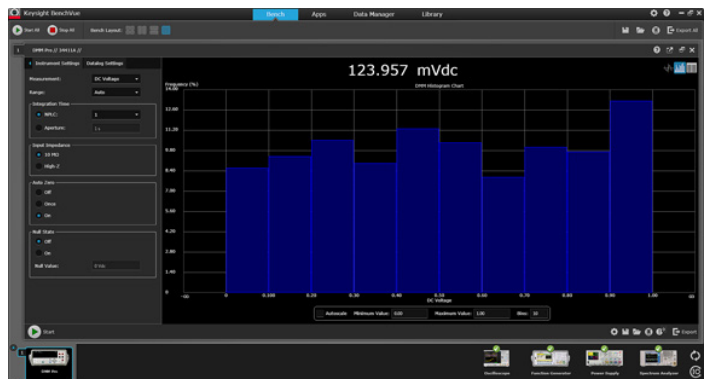 Keysight BenchVue
Bench Apps Data Manager Library
Start All Stop All Bench Layout: Export All
1 DMM Pro // 34411A //
Instrument Settings Datalog Settings
Measurement: DC Voltage
Range: Auto
Integration Time
NPLC: 1
Aperture: 1 s
Input Impedance
10 MΩ
High-Z
Auto Zero
Off
Once
On
Null State
Off
On
Null Value:
123.957 mVdc
DMM Histogram Chart
Frequency (%)
14.00
12.60
11.20
9.80
8.40
7.00
5.60
4.20
2.80
1.40
0
-oo 0 0.100 0.20 0.30 0.40 0.50 0.60 0.70 0.80 0.90 1.00 oo
DC Voltage
Autoscale Minimum Value: 0.00 Maximum Value: 1.00 Bins: 10
Start Export
1
DMM Pro Oscilloscope Function Generator Power Supply Spectrum Analyzer